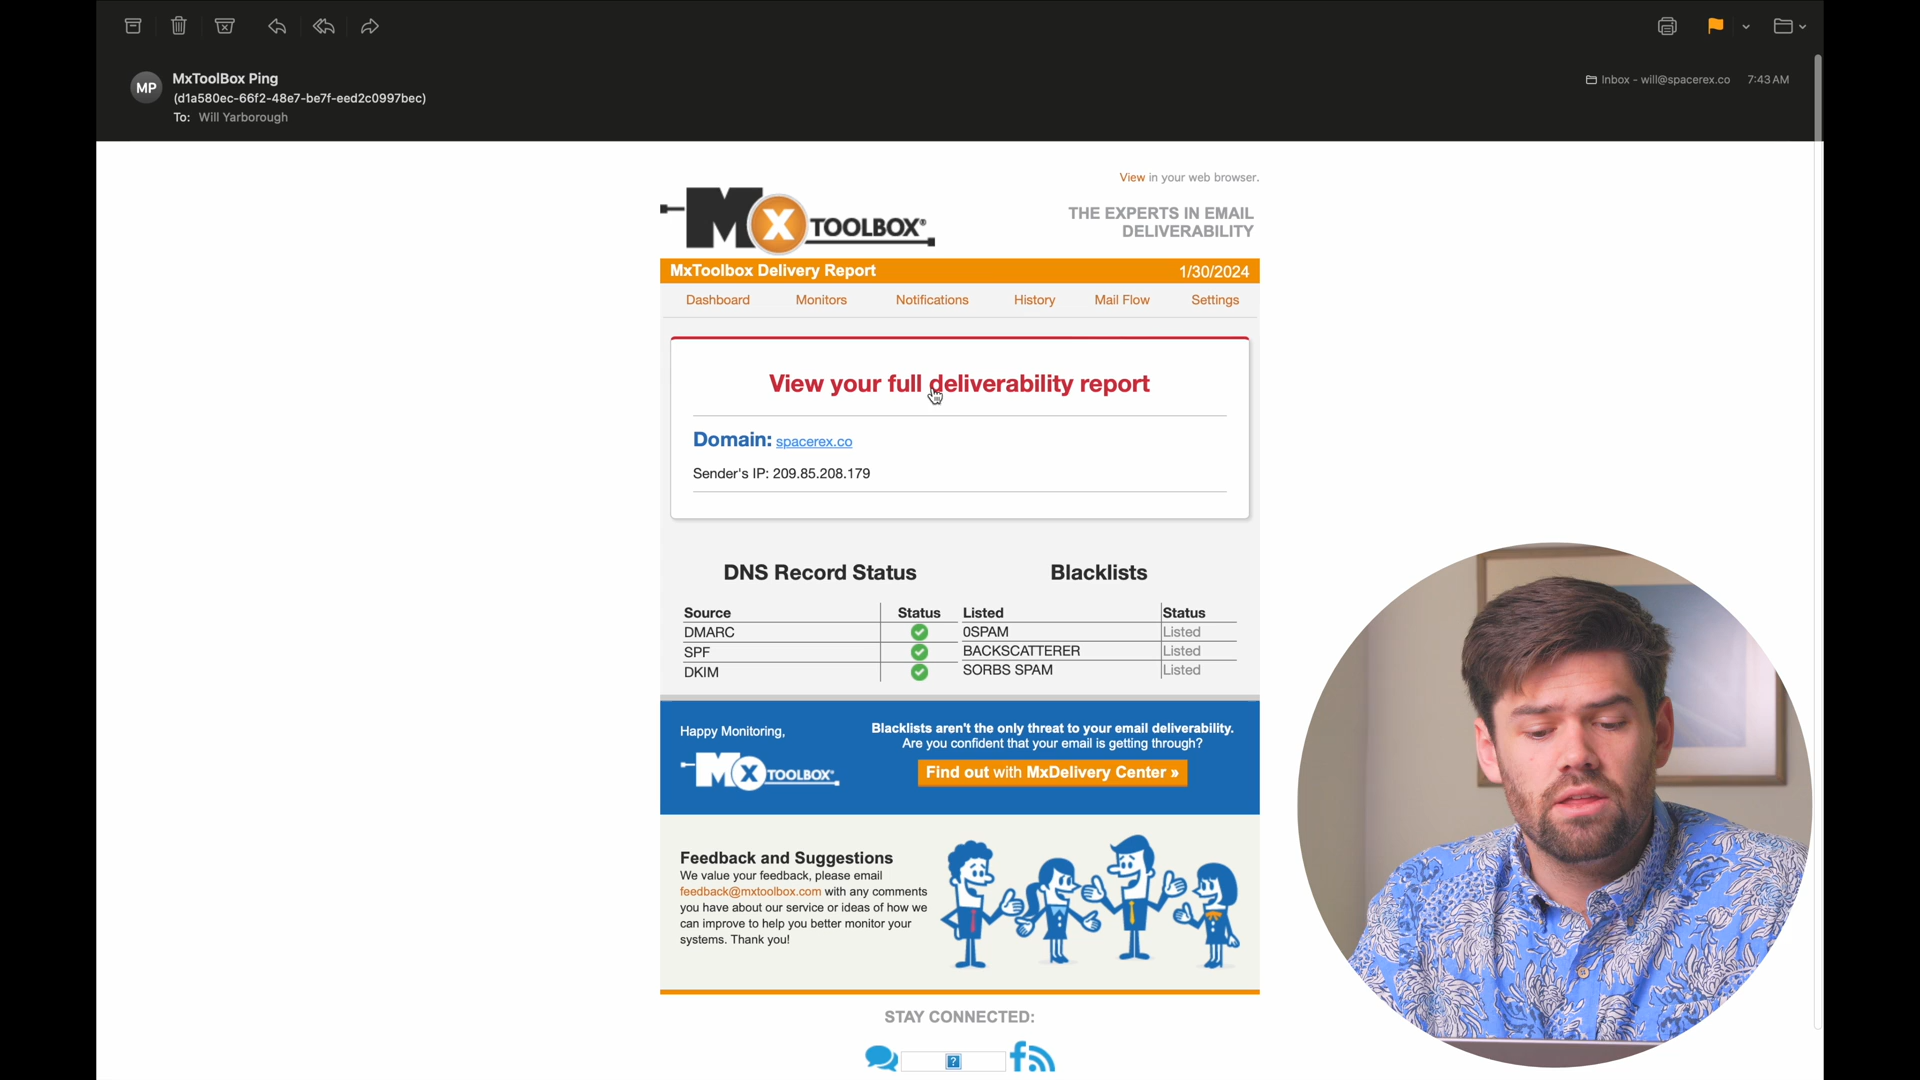 MP
MxToolBox Ping
(d1a580ec-66f2-48e7-be7f-eed2c0997bec)
To: Will Yarborough
Inbox - will@spacerex.co 7:43 AM
View in your web browser.
MX TOOLBOX®
THE EXPERTS IN EMAIL
DELIVERABILITY
MxToolbox Delivery Report 1/30/2024
Dashboard Monitors Notifications History Mail Flow Settings
View your full deliverability report
Domain: spacerex.co
Sender's IP: 209.85.208.179
DNS Record Status
Source Status
DMARC
SPF
DKIM
Blacklists
Listed Status
0SPAM Listed
BACKSCATTERER Listed
SORBS SPAM Listed
Happy Monitoring,
MX TOOLBOX®
Blacklists aren't the only threat to your email deliverability.
Are you confident that your email is getting through?
Find out with MxDelivery Center »
Feedback and Suggestions
We value your feedback, please email
feedback@mxtoolbox.com with any comments
you have about our service or ideas of how we
can improve to help you better monitor your
systems. Thank you!
STAY CONNECTED:
?
f